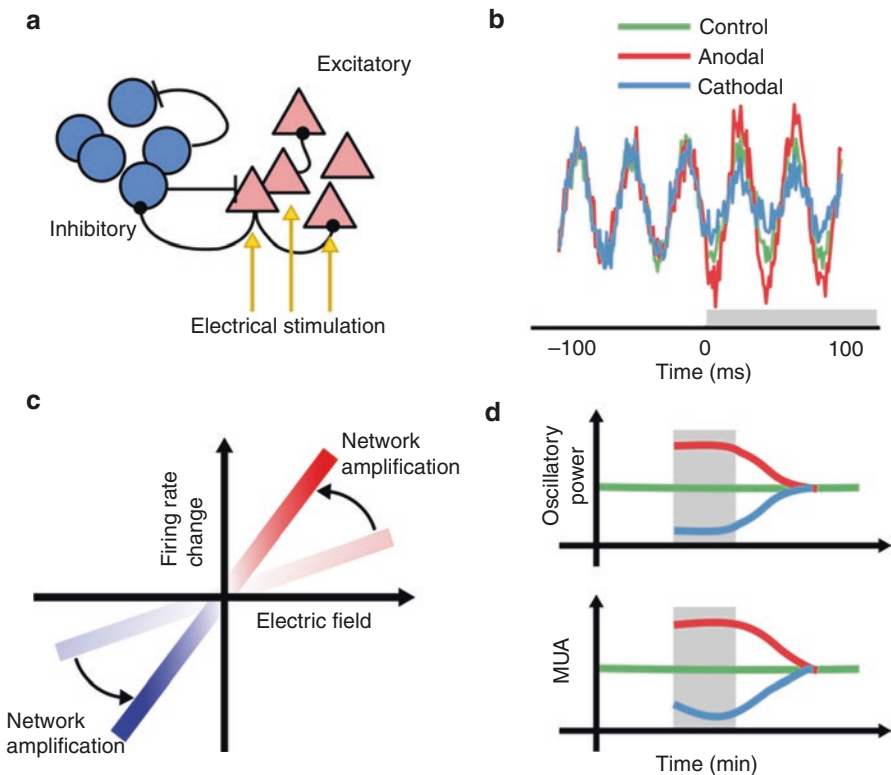 a
Excitatory
Inhibitory
Electrical stimulation
b
Control
Anodal
Cathodal
–100
0
100
Time (ms)
c
Network
amplification
Firing rate
change
Electric field
Network
amplification
d
Oscillatory
power
MUA
Time (min)